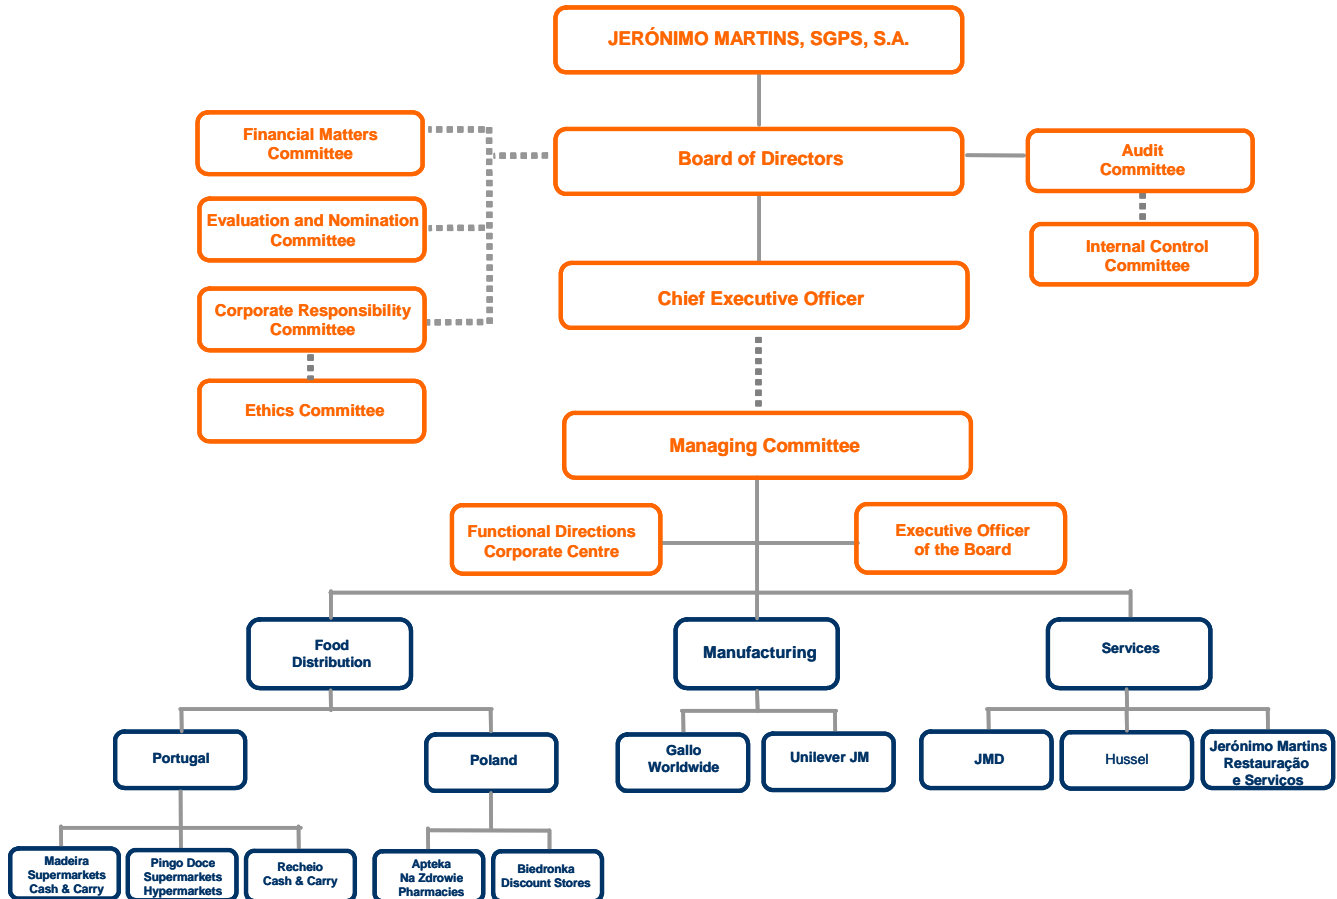 JERÓNIMO MARTINS, SGPS, S.A.
Financial Matters
Committee
Board of Directors
Audit
Committee
Evaluation and Nomination
Committee
Internal Control
Committee
Chief Executive Officer
Corporate Responsibility
Committee
Ethics Committee
Managing Committee
Functional Directions
Corporate Centre
Executive Officer
of the Board
Food
Distribution
Manufacturing
Services
Portugal
Poland
Gallo
Worldwide
Unilever JM
JMD
Hussel
Jerónimo Martins
Restauração
e Serviços
Madeira
Supermarkets
Cash & Carry
Pingo Doce
Supermarkets
Hypermarkets
Recheio
Cash & Carry
Apteka
Na Zdrowie
Pharmacies
Biedronka
Discount Stores